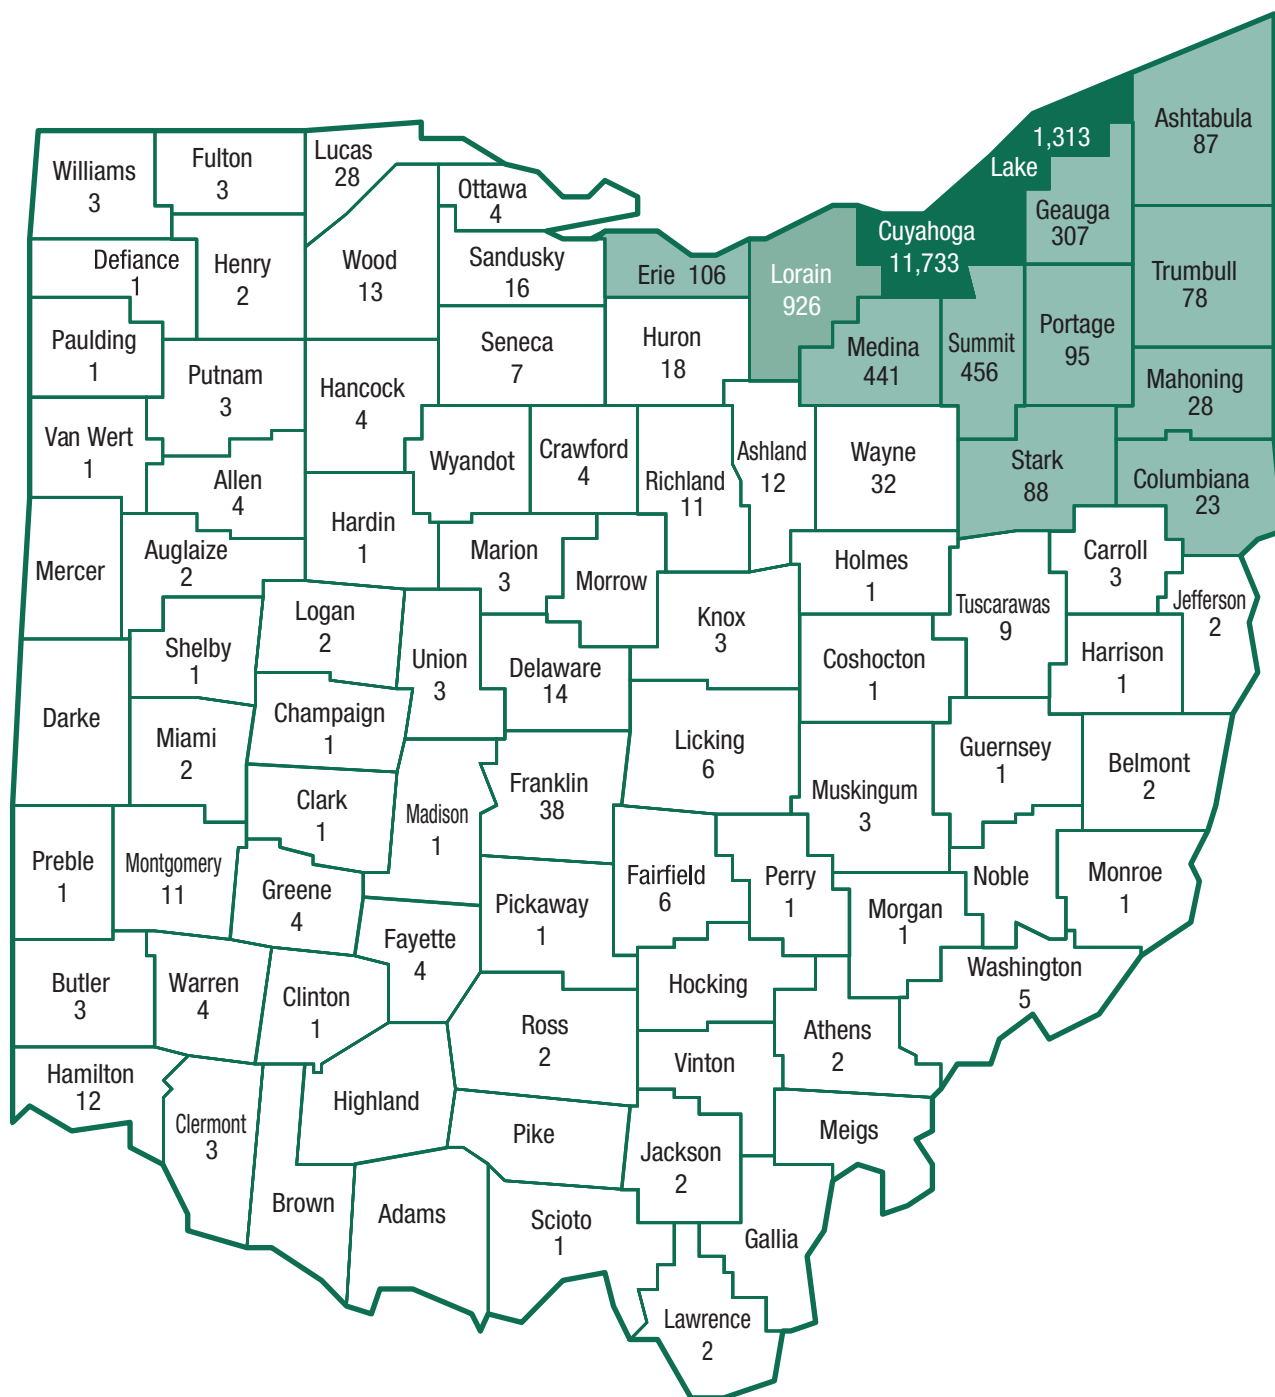 Ashtabula
87
1,313
Lake
Williams
3
Fulton
3
Lucas
28
Ottawa
4
Geauga
307
Cuyahoga
11,733
Defiance
1
Henry
2
Wood
13
Sandusky
16
Erie 106
Lorain
926
Trumbull
78
Paulding
1
Putnam
3
Hancock
4
Seneca
7
Huron
18
Medina
441
Summit
456
Portage
95
Mahoning
28
Van Wert
1
Allen
4
Wyandot
Crawford
4
Richland
11
Ashland
12
Wayne
32
Stark
88
Columbiana
23
Mercer
Auglaize
2
Hardin
1
Marion
3
Morrow
Holmes
1
Carroll
3
Tuscarawas
9
Jefferson
2
Shelby
1
Logan
2
Union
3
Delaware
14
Knox
3
Coshocton
1
Harrison
1
Darke
Miami
2
Champaign
1
Licking
6
Guernsey
1
Belmont
2
Clark
1
Madison
1
Franklin
38
Muskingum
3
Preble
1
Montgomery
11
Greene
4
Pickaway
1
Fairfield
6
Perry
1
Morgan
1
Noble
Monroe
1
Fayette
4
Butler
3
Warren
4
Clinton
1
Hocking
Washington
5
Ross
2
Athens
2
Vinton
Hamilton
12
Clermont
3
Highland
Pike
Jackson
2
Meigs
Brown
Adams
Scioto
1
Gallia
Lawrence
2